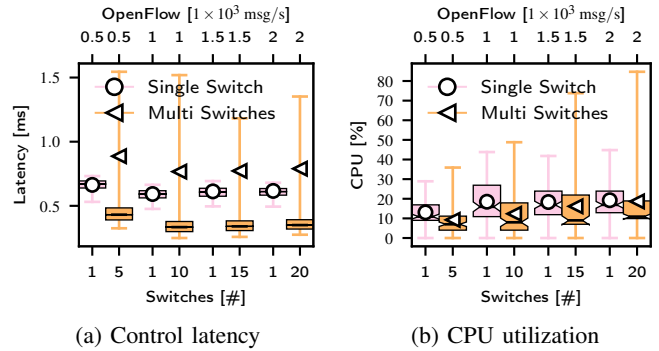 OpenFlow [1 × 10³ msg/s]
0.5 0.5 1 1 1.5 1.5 2 2
1.5
1.0
0.5
Latency [ms]
Single Switch
Multi Switches
1 5 1 10 1 15 1 20
Switches [#]
(a) Control latency
OpenFlow [1 × 10³ msg/s]
0.5 0.5 1 1 1.5 1.5 2 2
80
70
60
50
40
30
20
10
0
CPU [%]
Single Switch
Multi Switches
1 5 1 10 1 15 1 20
Switches [#]
(b) CPU utilization